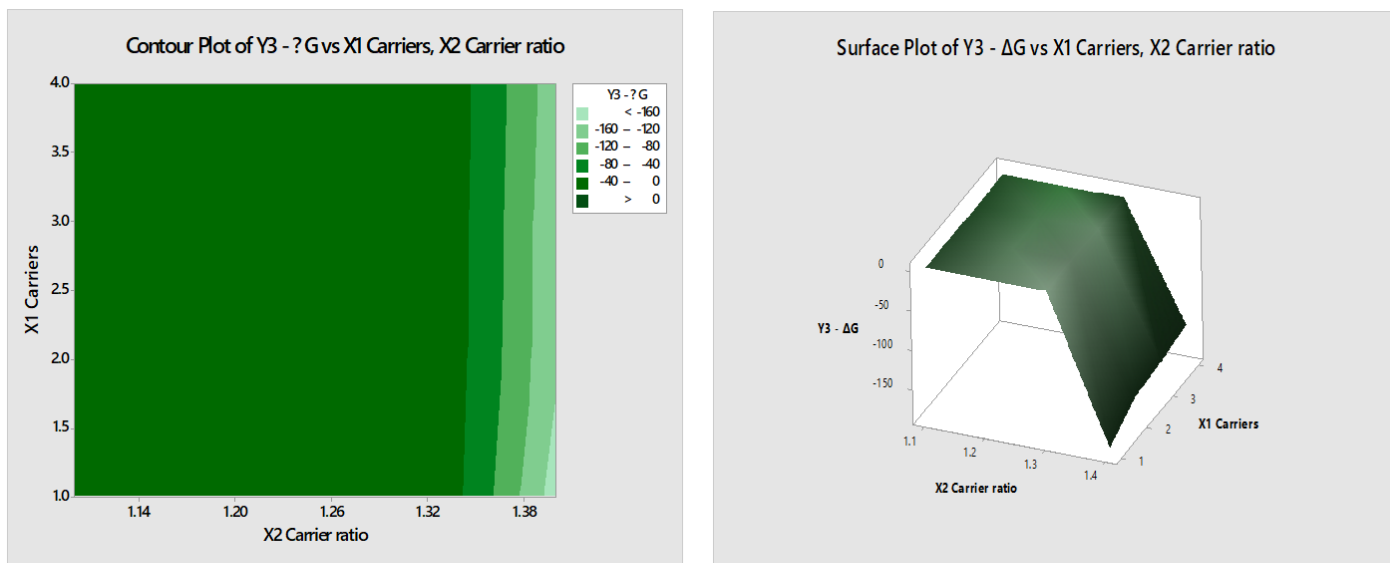 Contour Plot of Y3 - ?G vs X1 Carriers, X2 Carrier ratio
4.0
3.5
3.0
2.5
2.0
1.5
1.0
X1 Carriers
1.14
1.20
1.26
1.32
1.38
X2 Carrier ratio
Y3 - ?G
< -160
-160 – -120
-120 – -80
-80 – -40
-40 – 0
> 0
Surface Plot of Y3 - ΔG vs X1 Carriers, X2 Carrier ratio
0
-50
-100
-150
Y3 - ΔG
1.1
1.2
1.3
1.4
X2 Carrier ratio
4
3
2
1
X1 Carriers